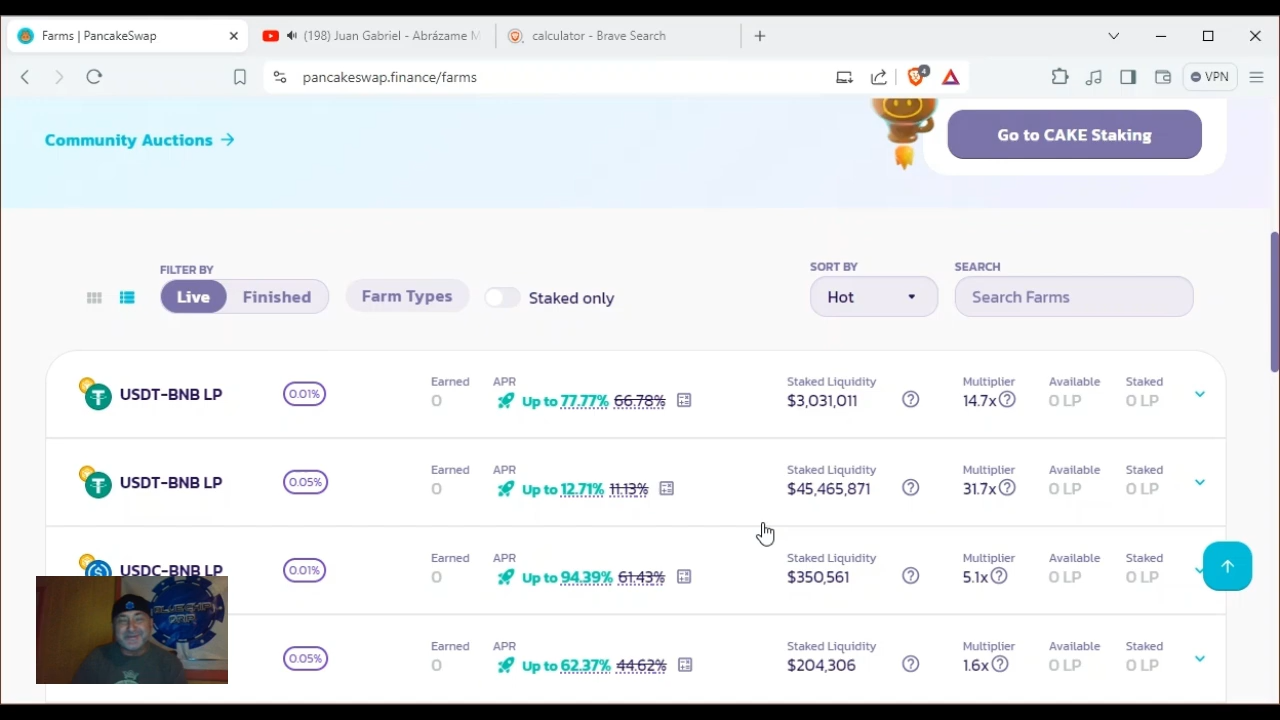 Farms | PancakeSwap
(198) Juan Gabriel - Abrázame M
calculator - Brave Search
pancakeswap.finance/farms
4
VPN
Community Auctions
Go to CAKE Staking
FILTER BY
Live
Finished
Farm Types
Staked only
SORT BY
Hot
SEARCH
Search Farms
USDT-BNB LP 0.01% Earned 0 APR Up to 77.77% 66.78% Staked Liquidity $3,031,011 Multiplier 14.7x Available 0 LP Staked 0 LP
USDT-BNB LP 0.05% Earned 0 APR Up to 12.71% 11.13% Staked Liquidity $45,465,871 Multiplier 31.7x Available 0 LP Staked 0 LP
USDC-BNB LP 0.01% Earned 0 APR Up to 94.39% 61.43% Staked Liquidity $350,561 Multiplier 5.1x Available 0 LP Staked 0 LP
0.05% Earned 0 APR Up to 62.37% 44.62% Staked Liquidity $204,306 Multiplier 1.6x Available 0 LP Staked 0 LP